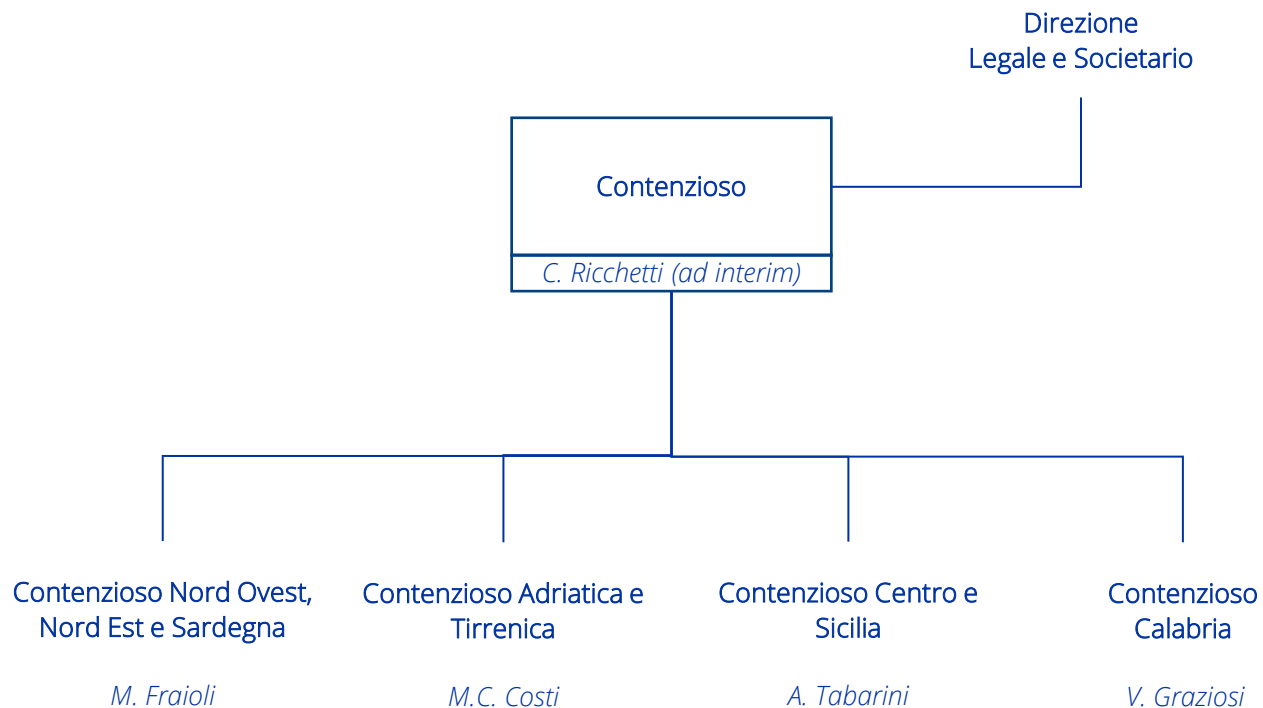 Direzione
Legale e Societario
Contenzioso
C. Ricchetti (ad interim)
Contenzioso Nord Ovest,
Nord Est e Sardegna
M. Fraioli
Contenzioso Adriatica e
Tirrenica
M.C. Costi
Contenzioso Centro e
Sicilia
A. Tabarini
Contenzioso
Calabria
V. Graziosi